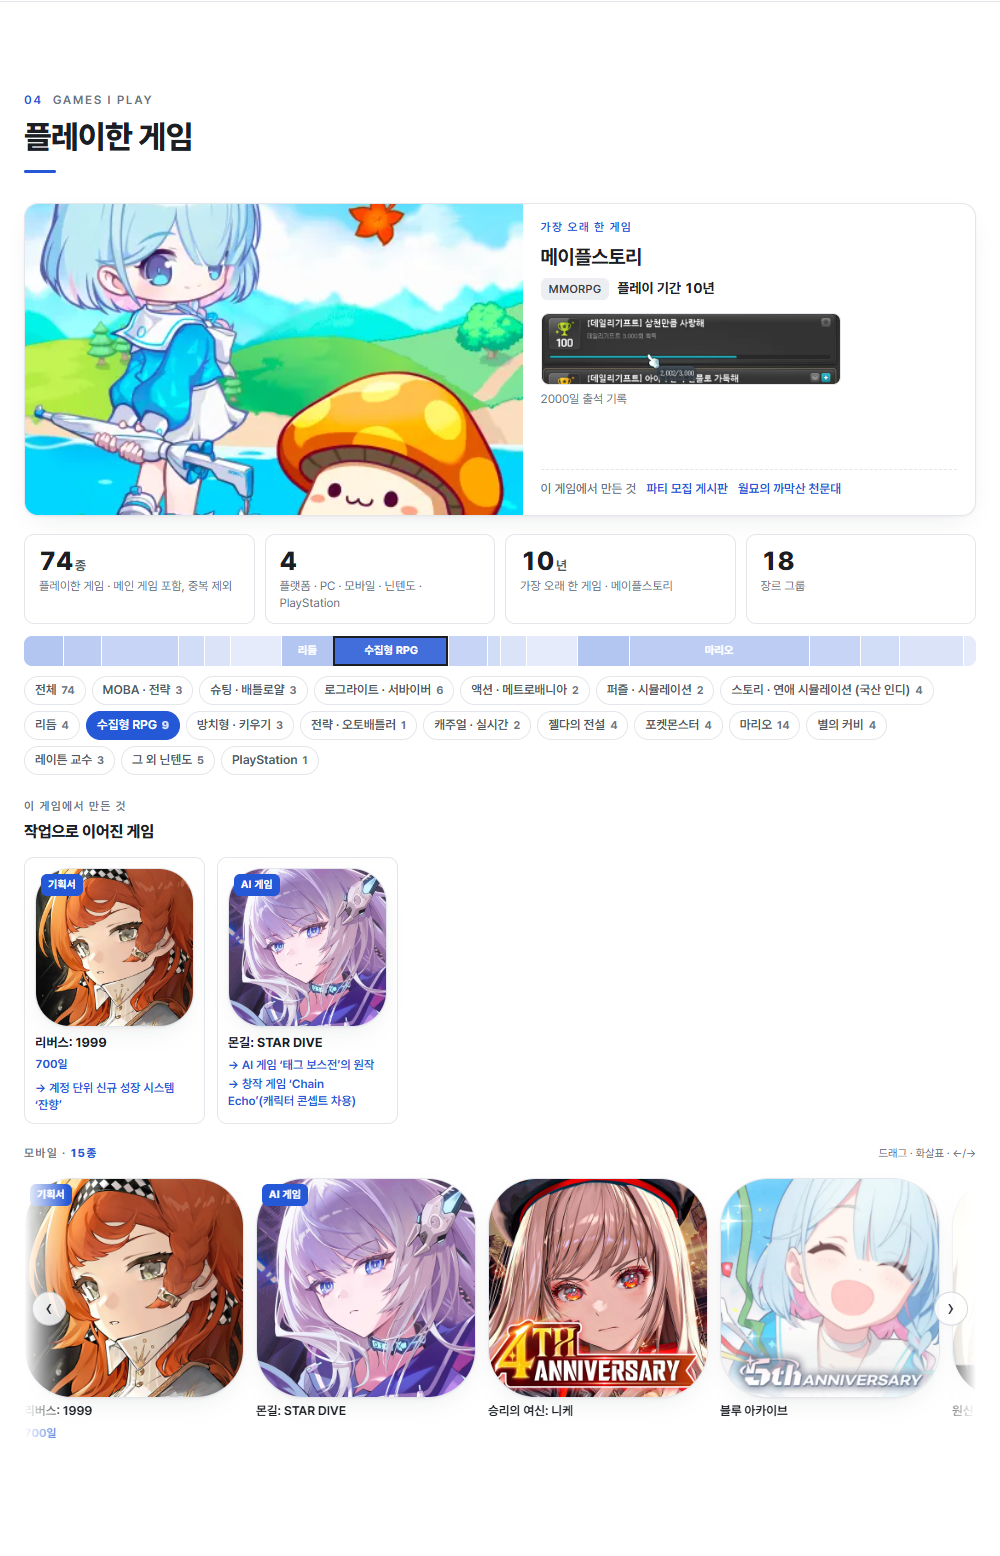 04 GAMES I PLAY
플레이한 게임
가장 오래 한 게임
메이플스토리
MMORPG 플레이 기간 10년
[데일리기프트] 삼천만큼 사랑해
100
2,002/3,000
2000일 출석 기록
이 게임에서 만든 것 파티 모집 게시판 월묘의 까막산 천문대
74종
플레이한 게임 · 메인 게임 포함, 중복 제외
4
플랫폼 · PC · 모바일 · 닌텐도 ·
PlayStation
10년
가장 오래 한 게임 · 메이플스토리
18
장르 그룹
리듬 수집형 RPG 마리오
전체 74 MOBA · 전략 3 슈팅 · 배틀로얄 3 로그라이트 · 서바이버 6 액션 · 메트로배니아 2 퍼즐 · 시뮬레이션 2 스토리 · 연애 시뮬레이션 (국산 인디) 4
리듬 4 수집형 RPG 9 방치형 · 키우기 3 전략 · 오토배틀러 1 캐주얼 · 실시간 2 젤다의 전설 4 포켓몬스터 4 마리오 14 별의 커비 4
레이튼 교수 3 그 외 닌텐도 5 PlayStation 1
이 게임에서 만든 것
작업으로 이어진 게임
기획서
AI 게임
리버스: 1999
700일
→ 계정 단위 신규 성장 시스템
‘잔향’
몬길: STAR DIVE
→ AI 게임 ‘태그 보스전’의 원작
→ 창작 게임 ‘Chain
Echo’(캐릭터 콘셉트 차용)
모바일 · 15종
드래그 · 화살표 · ←/→
기획서
AI 게임
4TH
ANNIVERSARY
5th ANNIVERSARY
‹
›
리버스: 1999
700일
몬길: STAR DIVE
승리의 여신: 니케
블루 아카이브
원신